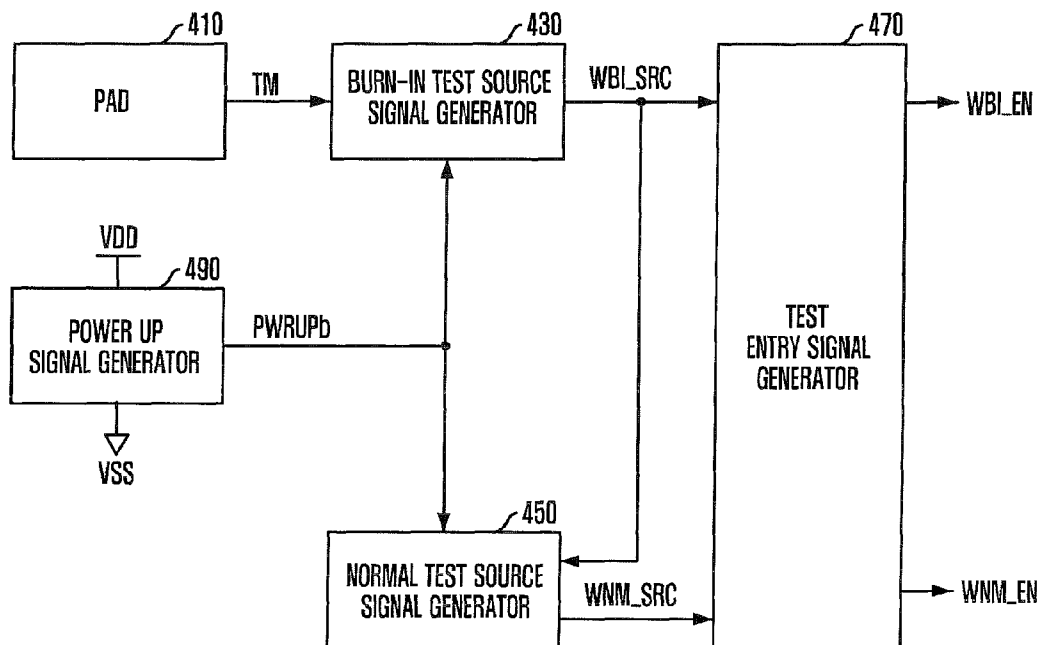 410
PAD
TM
430
BURN-IN TEST SOURCE
SIGNAL GENERATOR
WBI_SRC
470
TEST
ENTRY SIGNAL
GENERATOR
WBI_EN
VDD
490
POWER UP
SIGNAL GENERATOR
PWRUPb
VSS
450
NORMAL TEST SOURCE
SIGNAL GENERATOR
WNM_SRC
WNM_EN